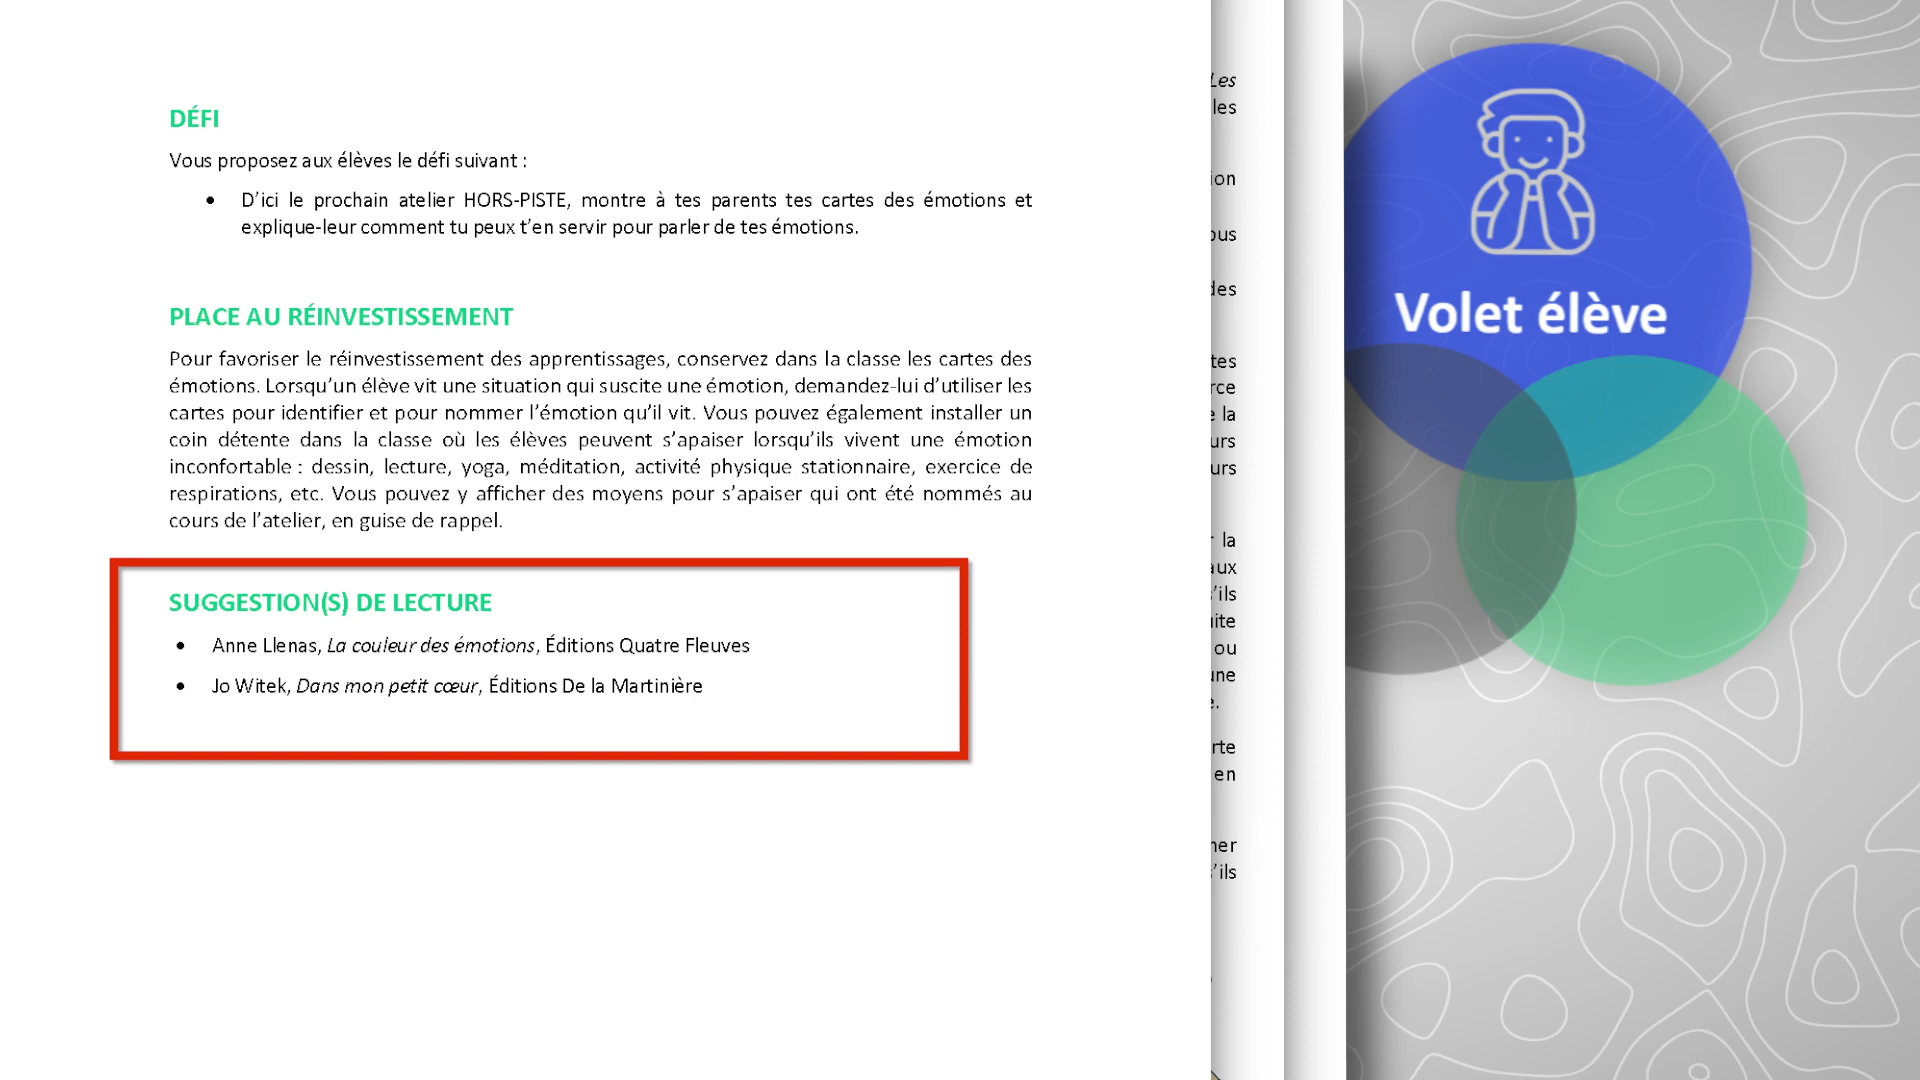 DÉFI
Vous proposez aux élèves le défi suivant :
• D’ici le prochain atelier HORS-PISTE, montre à tes parents tes cartes des émotions et
explique-leur comment tu peux t’en servir pour parler de tes émotions.
PLACE AU RÉINVESTISSEMENT
Pour favoriser le réinvestissement des apprentissages, conservez dans la classe les cartes des
émotions. Lorsqu’un élève vit une situation qui suscite une émotion, demandez-lui d’utiliser les
cartes pour identifier et pour nommer l’émotion qu’il vit. Vous pouvez également installer un
coin détente dans la classe où les élèves peuvent s’apaiser lorsqu’ils vivent une émotion
inconfortable : dessin, lecture, yoga, méditation, activité physique stationnaire, exercice de
respirations, etc. Vous pouvez y afficher des moyens pour s’apaiser qui ont été nommés au
cours de l’atelier, en guise de rappel.
SUGGESTION(S) DE LECTURE
• Anne Llenas, La couleur des émotions, Éditions Quatre Fleuves
• Jo Witek, Dans mon petit cœur, Éditions De la Martinière
Les
les
des
la
la
ou
en
Volet élève